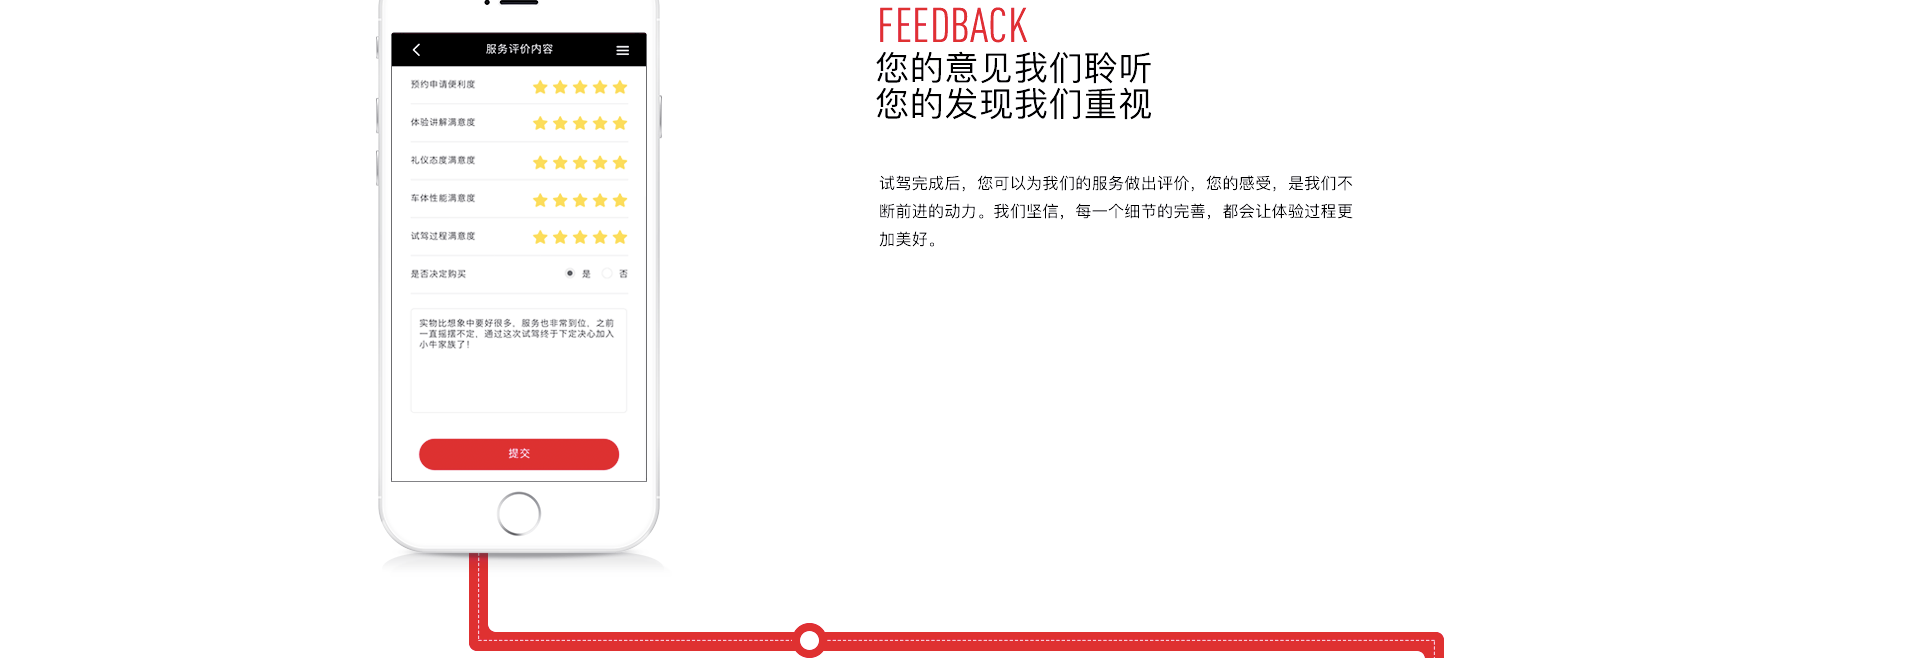 服务评价内容
预约申请便利度
体验讲解满意度
礼仪态度满意度
车体性能满意度
试驾过程满意度
是否决定购买 是 否
实物比想象中要好很多，服务也非常到位，之前
一直摇摆不定，通过这次试驾终于下定决心加入
小牛家族了！
提交
FEEDBACK
您的意见我们聆听
您的发现我们重视
试驾完成后，您可以为我们的服务做出评价，您的感受，是我们不
断前进的动力。我们坚信，每一个细节的完善，都会让体验过程更
加美好。